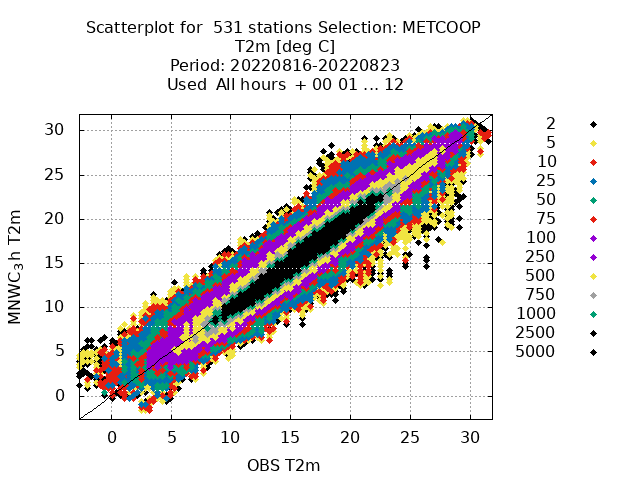 Scatterplot for  531 stations Selection: METCOOP
T2m [deg C]
Period: 20220816-20220823
Used  All hours  + 00 01 ... 12
MNWC_3h T2m
30
25
20
15
10
5
0
0 5 10 15 20 25 30
OBS T2m
2
5
10
25
50
75
100
250
500
750
1000
2500
5000